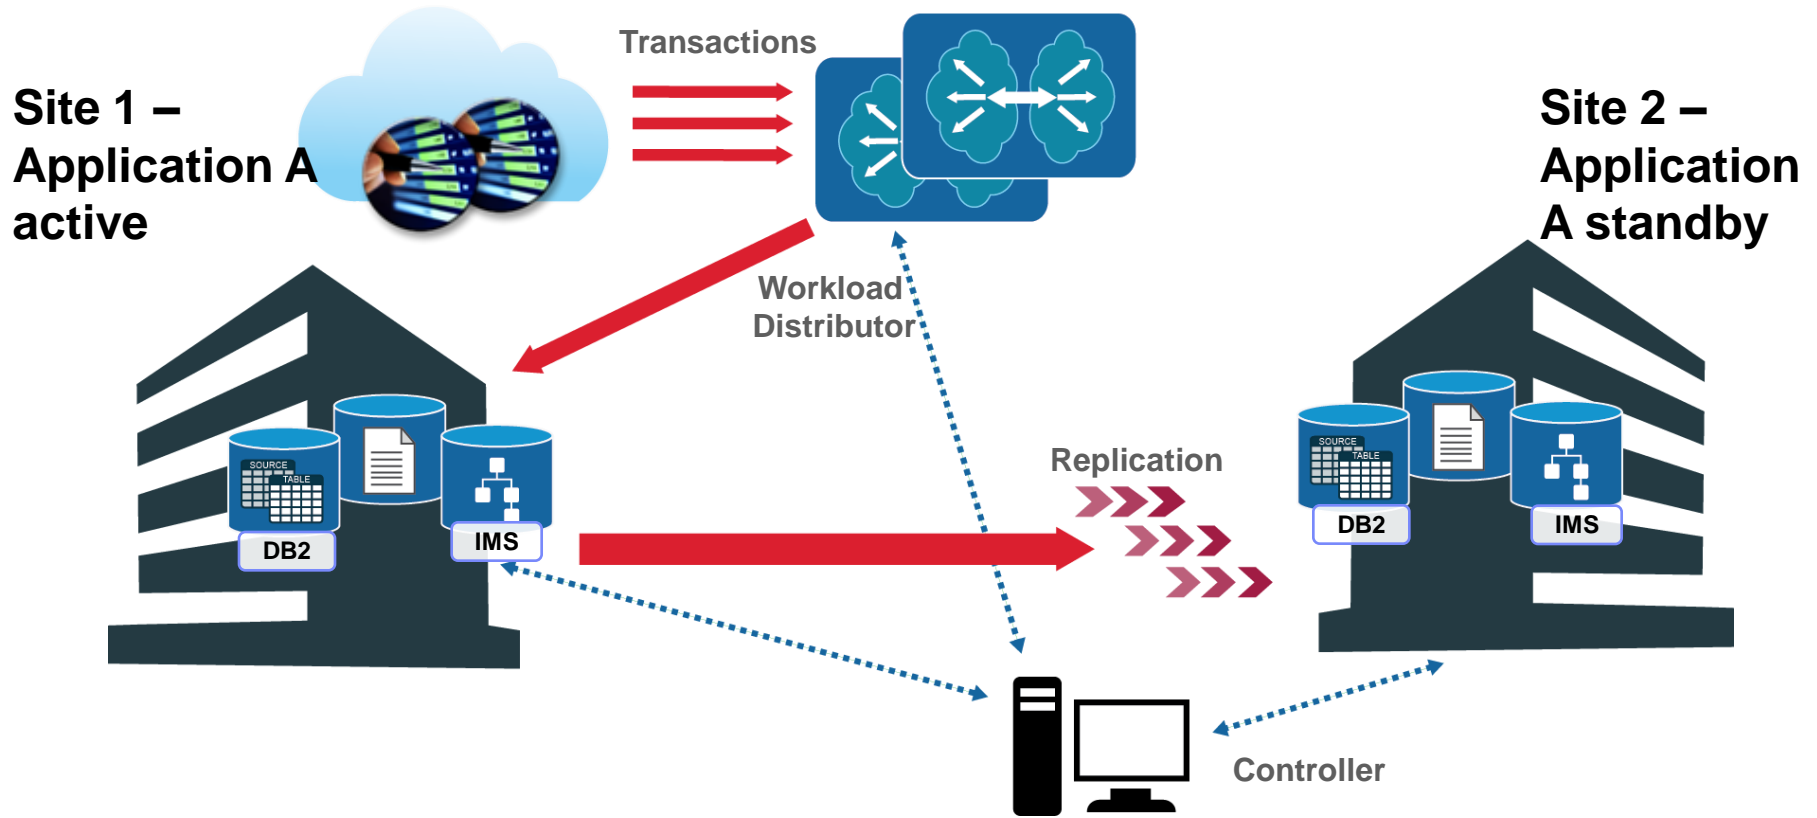 Transactions
Site 1 –
Application A
active
Site 2 –
Application
A standby
Workload
Distributor
SOURCE
TABLE
DB2
IMS
Replication
SOURCE
TABLE
DB2
IMS
Controller